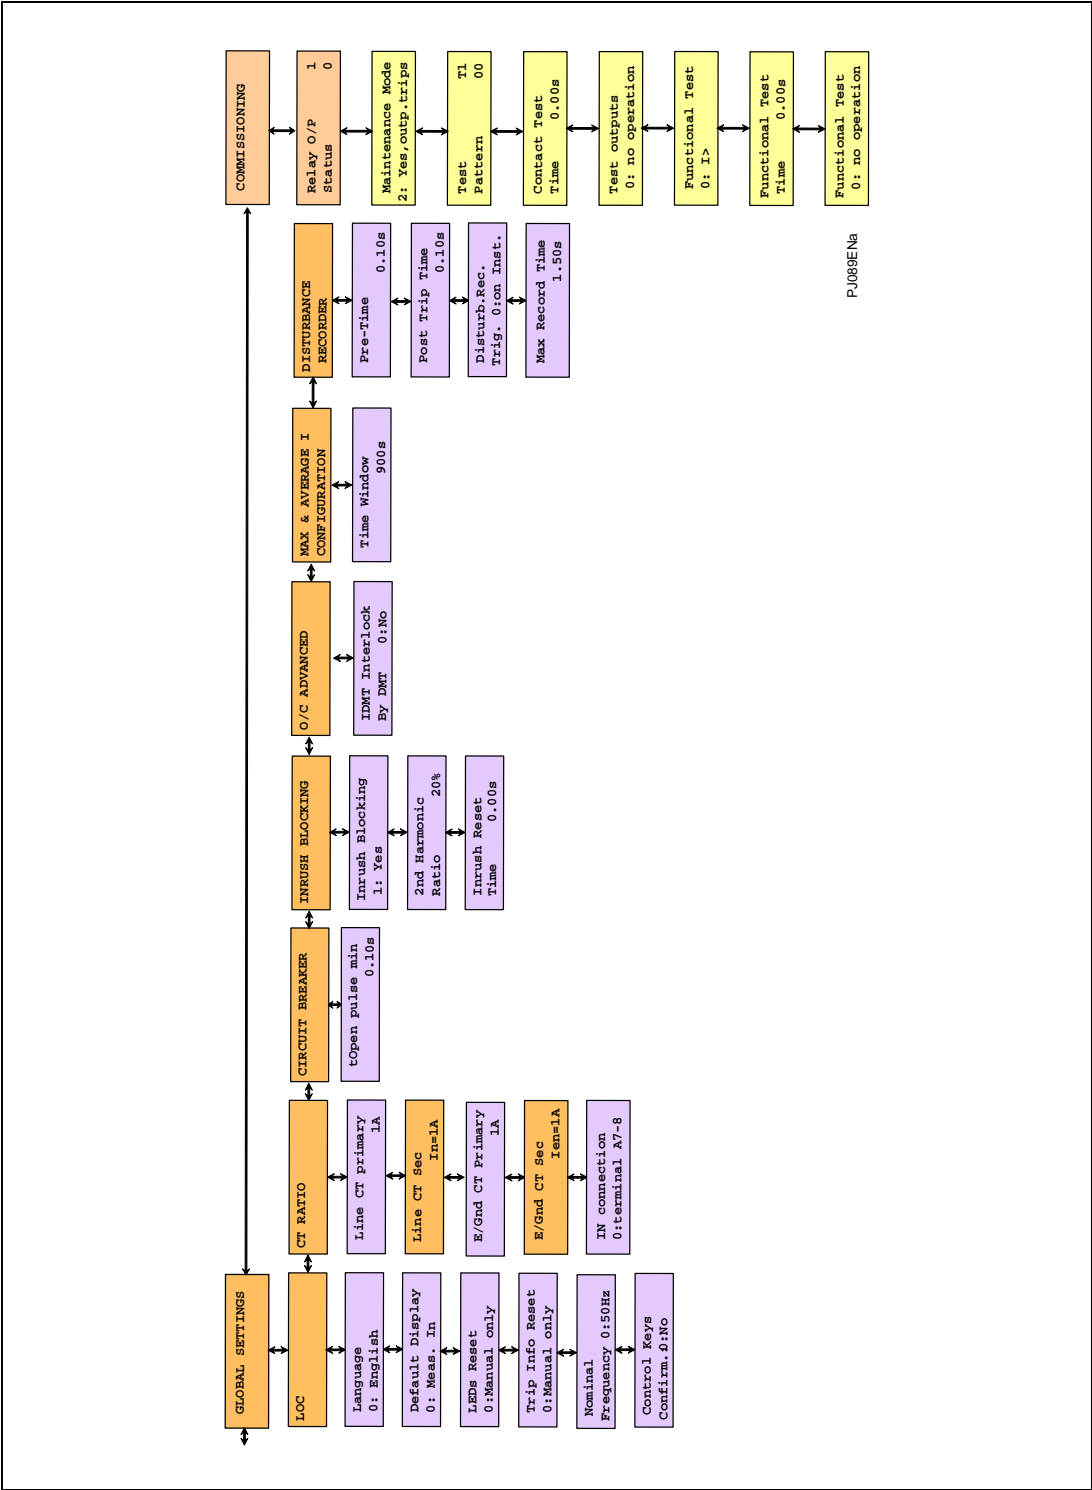 GLOBAL SETTINGS
LOC
Language
0: English
Default Display
0: Meas. In
LEDs Reset
0:Manual only
Trip Info Reset
0:Manual only
Nominal
Frequency 0:50Hz
Control Keys
Confirm.0:No
CT RATIO
Line CT primary
1A
Line CT Sec
In=1A
E/Gnd CT Primary
1A
E/Gnd CT Sec
Ien=1A
IN connection
0:terminal A7-8
CIRCUIT BREAKER
tOpen pulse min
0.10s
INRUSH BLOCKING
Inrush Blocking
1: Yes
2nd Harmonic
Ratio 20%
Inrush Reset
Time 0.00s
O/C ADVANCED
IDMT Interlock
By DMT 0:No
MAX & AVERAGE I
CONFIGURATION
Time Window
900s
DISTURBANCE
RECORDER
Pre-Time
0.10s
Post Trip Time
0.10s
Disturb.Rec.
Trig. 0:on Inst.
Max Record Time
1.50s
COMMISSIONING
Relay O/P 1
Status 0
Maintenance Mode
2: Yes,outp.trips
Test T1
Pattern 00
Contact Test
Time 0.00s
Test outputs
0: no operation
Functional Test
0: I>
Functional Test
Time 0.00s
Functional Test
0: no operation
PJ089ENa